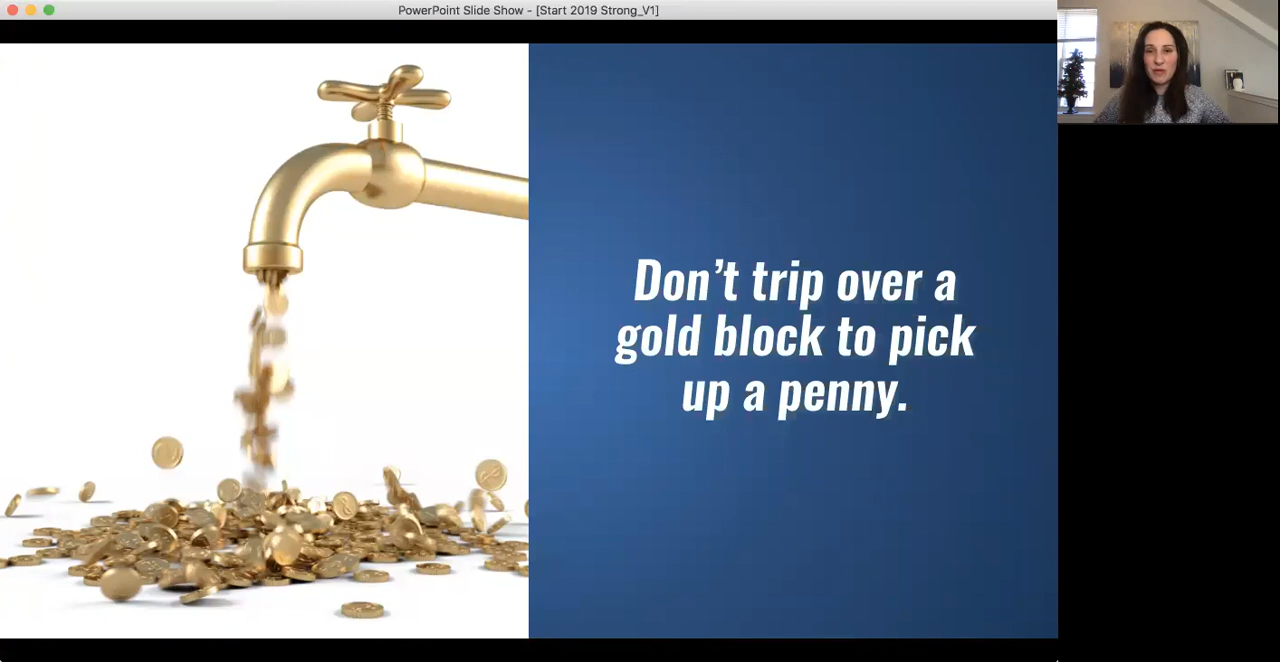 PowerPoint Slide Show - [Start 2019 Strong_V1]
Don’t trip over a
gold block to pick
up a penny.